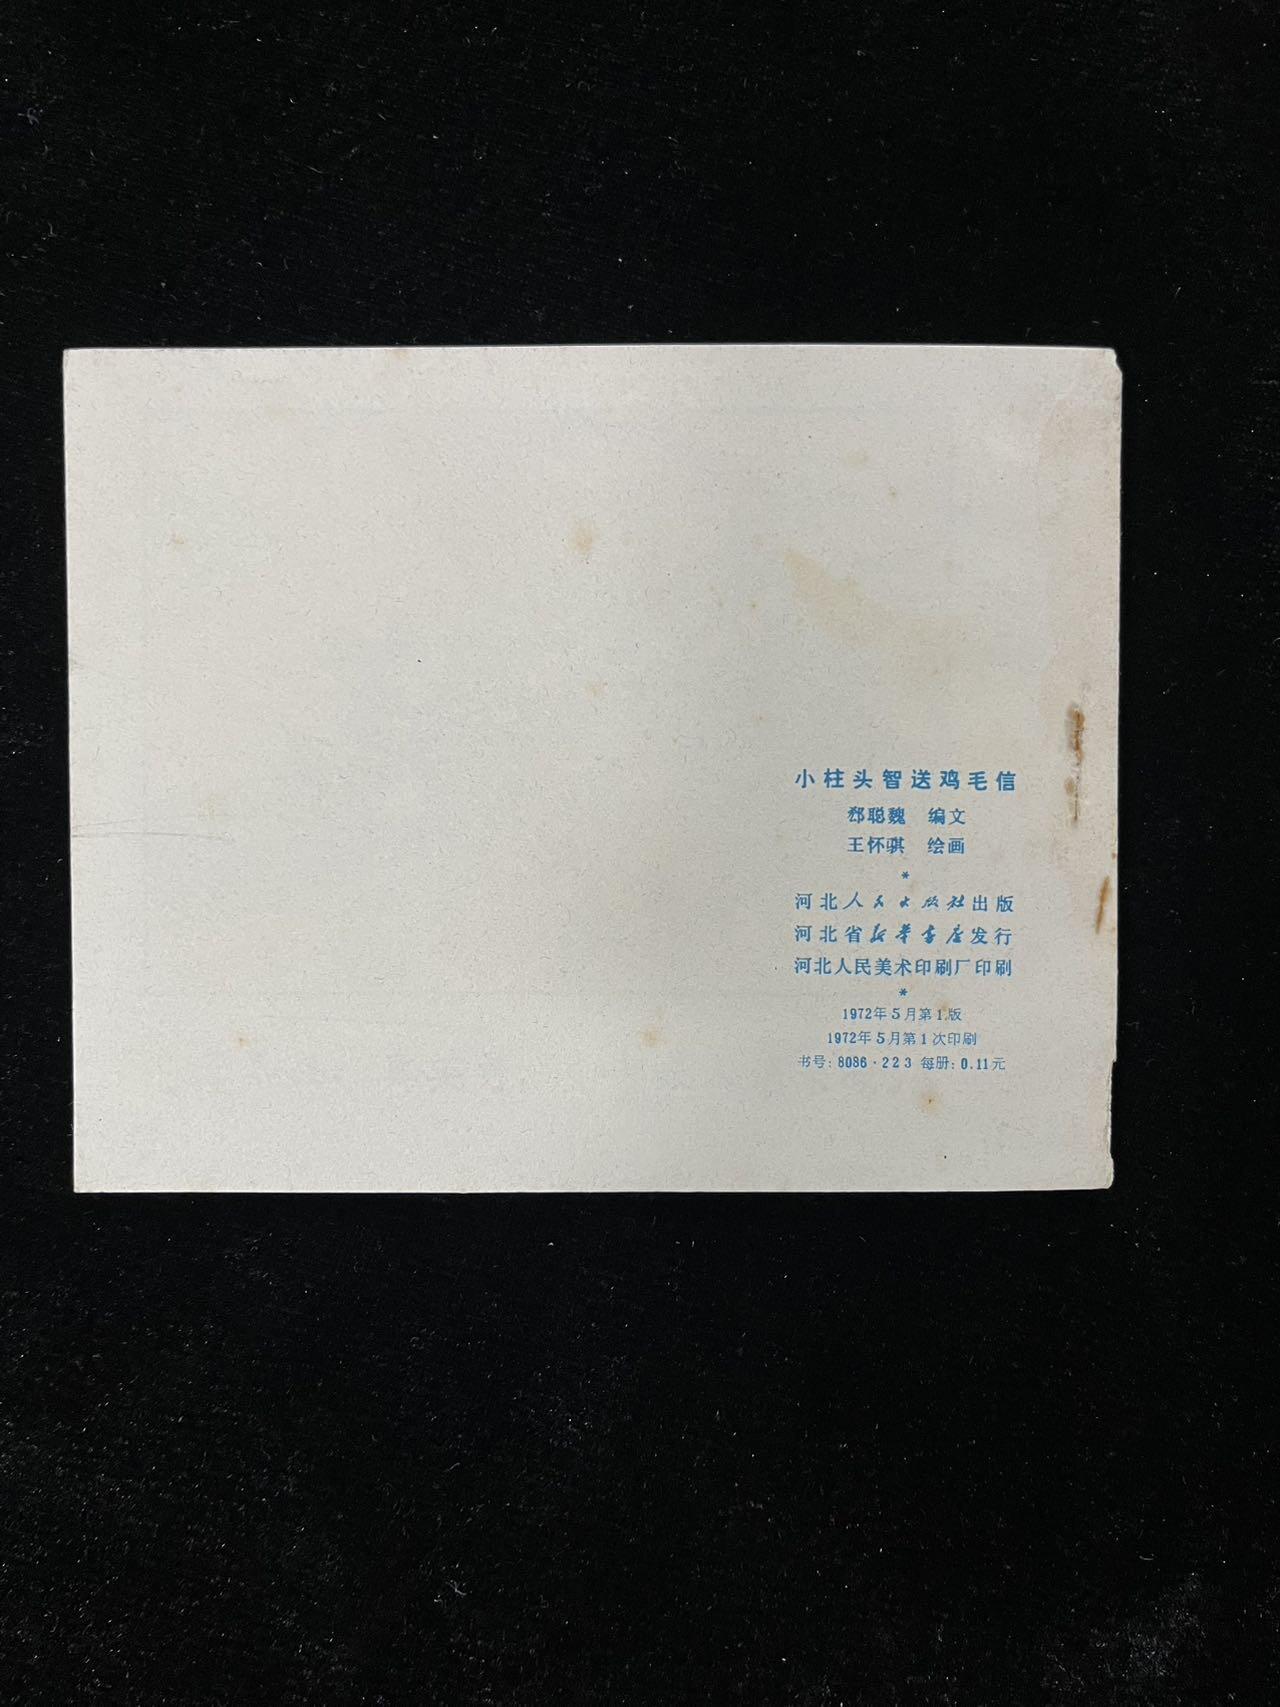 小柱头智送鸡毛信
郄聪魏 编文
王怀骐 绘画
*
河北人民出版社出版
河北省新华书店发行
河北人民美术印刷厂印刷
*
1972年5月第1版
1972年5月第1次印刷
书号: 8086·223 每册: 0.11元